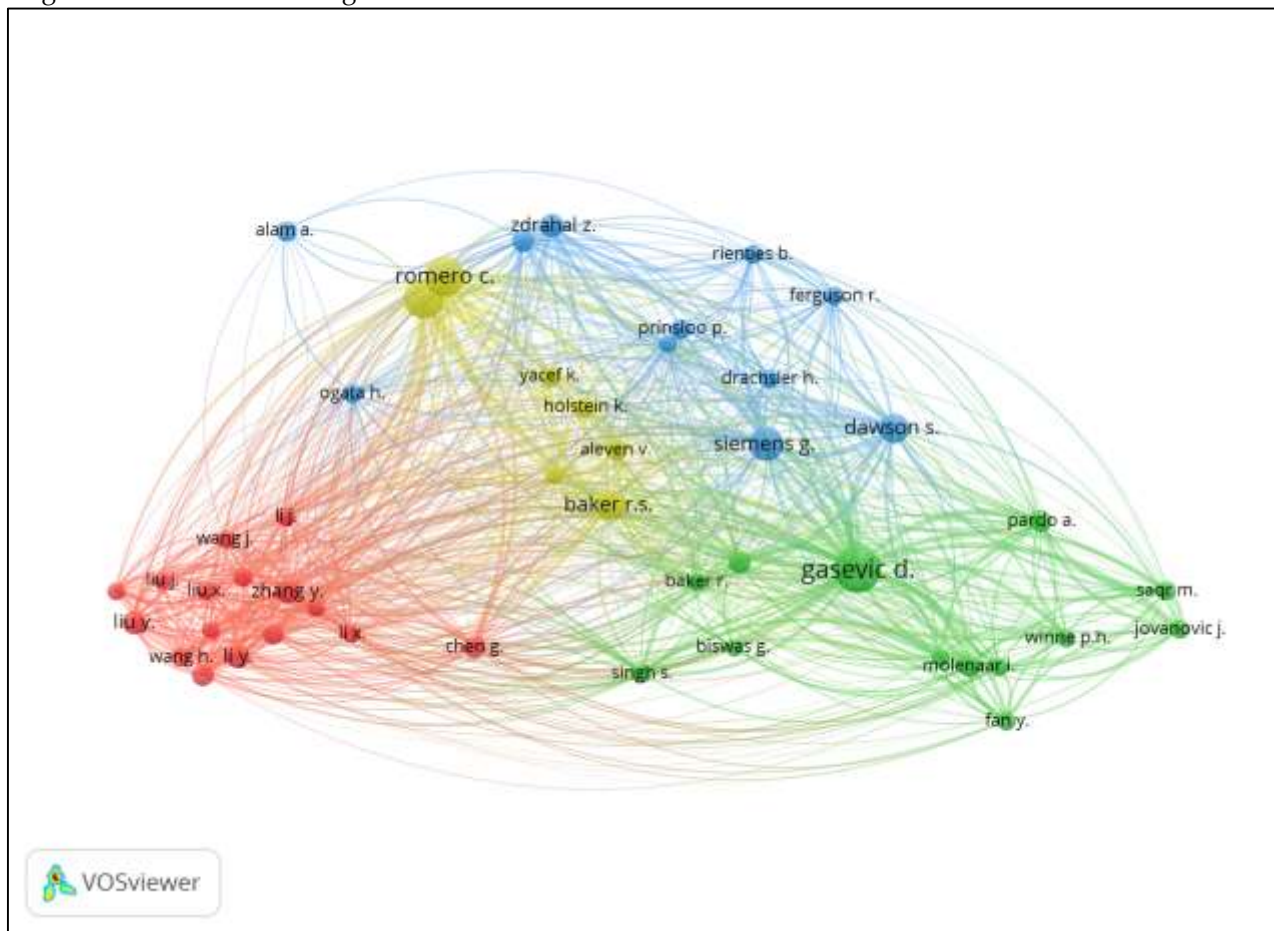 alam a.
zdrahal z.
rienties b.
romero c.
ferguson r.
prinsloo p.
yacef k.
drachsler h.
ogata h.
holstein k.
dawson s.
siemens g.
aleven v.
baker r.s.
li j.
pardo a.
wang j.
gasevic d.
liu j.
liu x.
zhang y.
baker r.
saqr m.
liu y.
jovanovic j.
li x.
winne p.h.
chen g.
biswas g.
wang h.
li y.
molenaar i.
singh s.
fan y.
VOSviewer